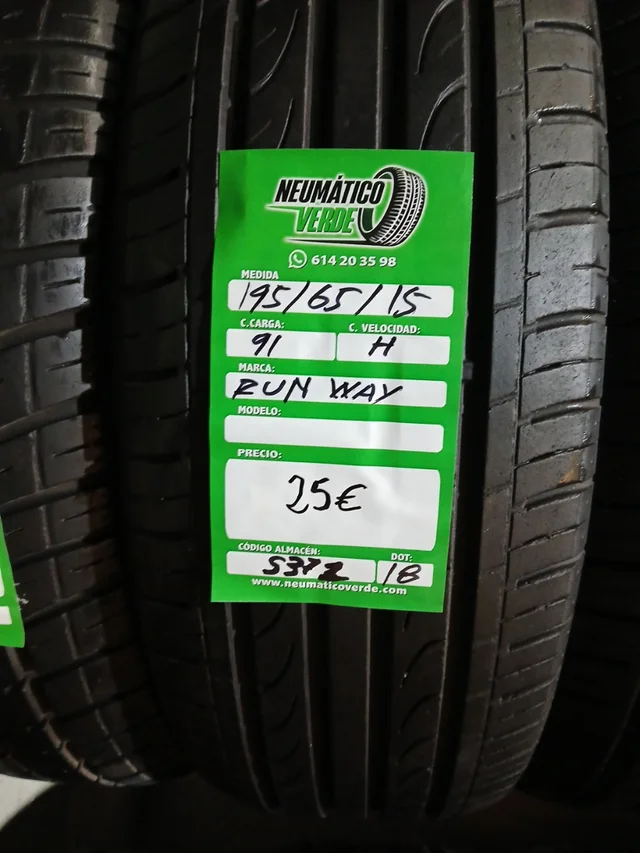 NEUMÁTICO
VERDE
614 20 35 98
MEDIDA
195/65/15
C.CARGA: C. VELOCIDAD:
91 H
MARCA:
RUN WAY
MODELO:
PRECIO:
25€
CÓDIGO ALMACÉN: DOT:
5372 18
www.neumaticoverde.com